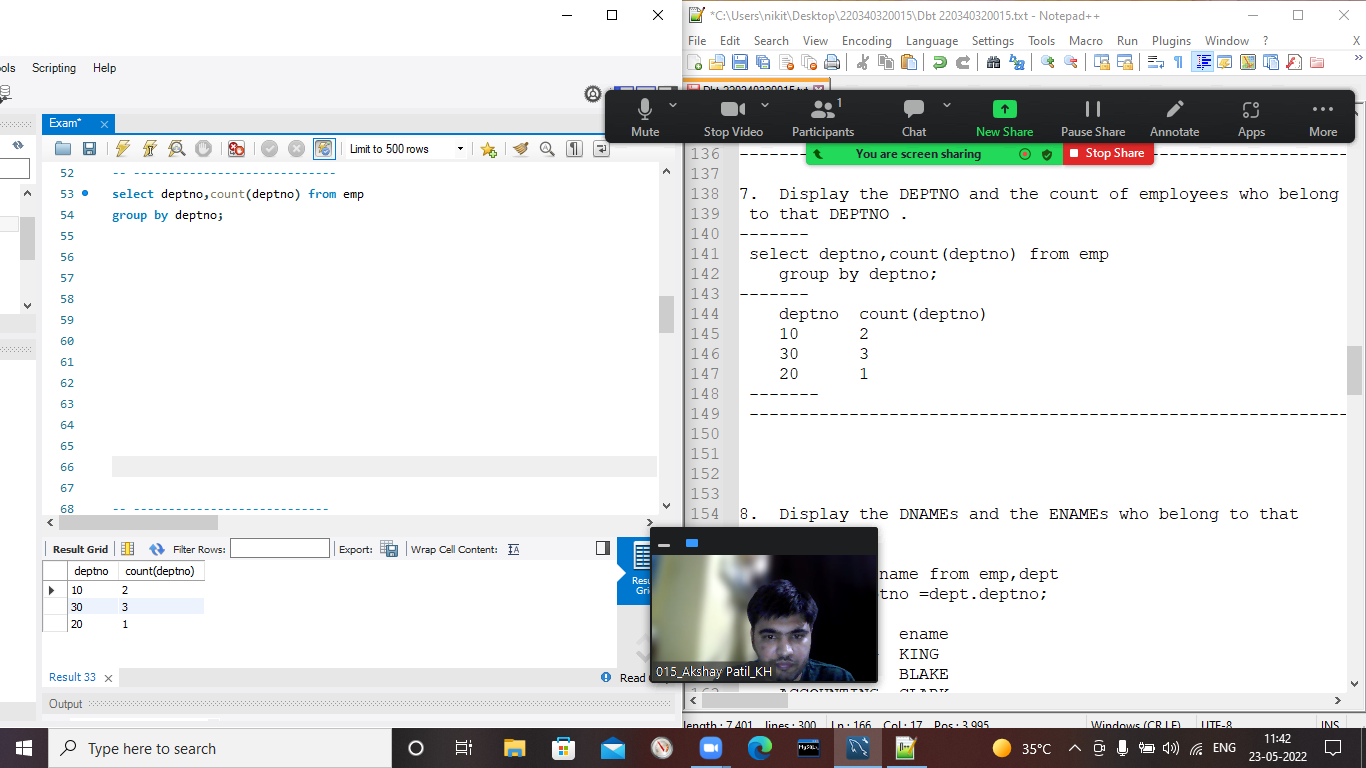 *C:\Users\nikit\Desktop\220340320015\Dbt 220340320015.txt - Notepad++
File Edit Search View Encoding Language Settings Tools Macro Run Plugins Window ? X
ools Scripting Help
Dbt 220340320015.txt
Mute Stop Video Participants 1 Chat New Share Pause Share Annotate Apps More
You are screen sharing Stop Share
Exam*
Limit to 500 rows
52 -- ----------------------------
53 select deptno,count(deptno) from emp
54 group by deptno;
55
56
57
58
59
60
61
62
63
64
65
66
67
68 -- ----------------------------
Result Grid Filter Rows: Export: Wrap Cell Content:
deptno count(deptno)
10 2
30 3
20 1
Result 33
Read
Output
136 -------------------------------------------------------------
137
138 7. Display the DEPTNO and the count of employees who belong
139 to that DEPTNO .
140 -------
141 select deptno,count(deptno) from emp
142 group by deptno;
143 -------
144 deptno count(deptno)
145 10 2
146 30 3
147 20 1
148 -------
149 ------------------------------------------------------------
150
151
152
153
154 8. Display the DNAMEs and the ENAMEs who belong to that
name from emp,dept
tno =dept.deptno;
ename
KING
BLAKE
ACCOUNTING CLARK
015_Akshay Patil_KH
length : 7,401 lines : 300 Ln : 166 Col : 17 Pos : 3,995 Windows (CR LF) UTF-8 INS
Type here to search
35°C ENG 11:42
23-05-2022